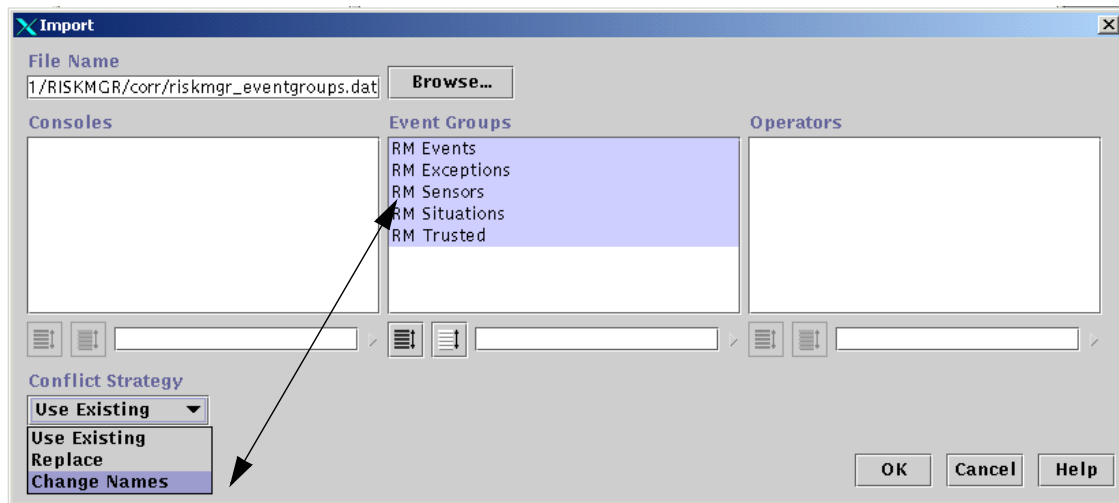 Import
File Name
1/RISKMGR/corr/riskmgr_eventgroups.dat
Browse...
Consoles
Event Groups
RM Events
RM Exceptions
RM Sensors
RM Situations
RM Trusted
Operators
Conflict Strategy
Use Existing
Use Existing
Replace
Change Names
OK
Cancel
Help